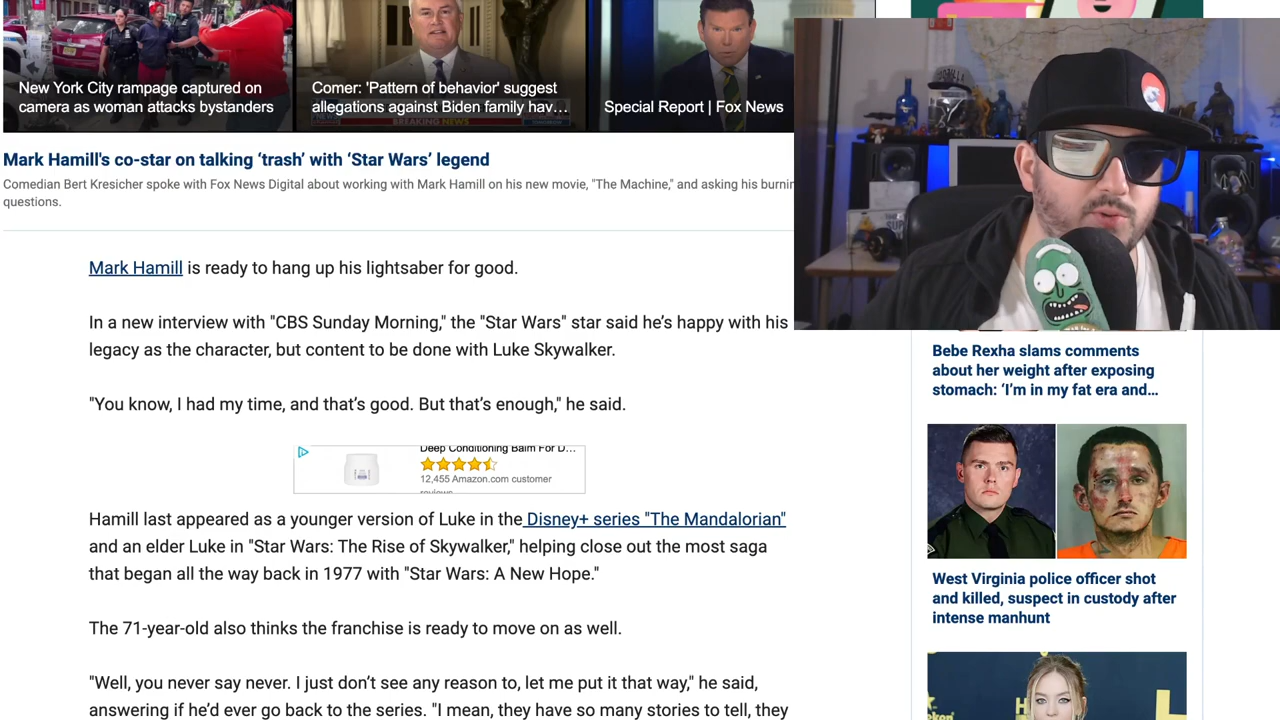 New York City rampage captured on
camera as woman attacks bystanders
Comer: 'Pattern of behavior' suggest
allegations against Biden family hav…
BREAKING NEWS
Special Report | Fox News
Mark Hamill's co-star on talking ‘trash’ with ‘Star Wars’ legend
Comedian Bert Kresicher spoke with Fox News Digital about working with Mark Hamill on his new movie, "The Machine," and asking his burnin
questions.
Mark Hamill is ready to hang up his lightsaber for good.
In a new interview with "CBS Sunday Morning," the "Star Wars" star said he’s happy with his
legacy as the character, but content to be done with Luke Skywalker.
"You know, I had my time, and that’s good. But that’s enough," he said.
Deep Conditioning Balm For D…
12,455 Amazon.com customer
reviews
Hamill last appeared as a younger version of Luke in the Disney+ series "The Mandalorian"
and an elder Luke in "Star Wars: The Rise of Skywalker," helping close out the most saga
that began all the way back in 1977 with "Star Wars: A New Hope."
The 71-year-old also thinks the franchise is ready to move on as well.
"Well, you never say never. I just don’t see any reason to, let me put it that way," he said,
answering if he’d ever go back to the series. "I mean, they have so many stories to tell, they
Bebe Rexha slams comments
about her weight after exposing
stomach: ‘I’m in my fat era and…
West Virginia police officer shot
and killed, suspect in custody after
intense manhunt